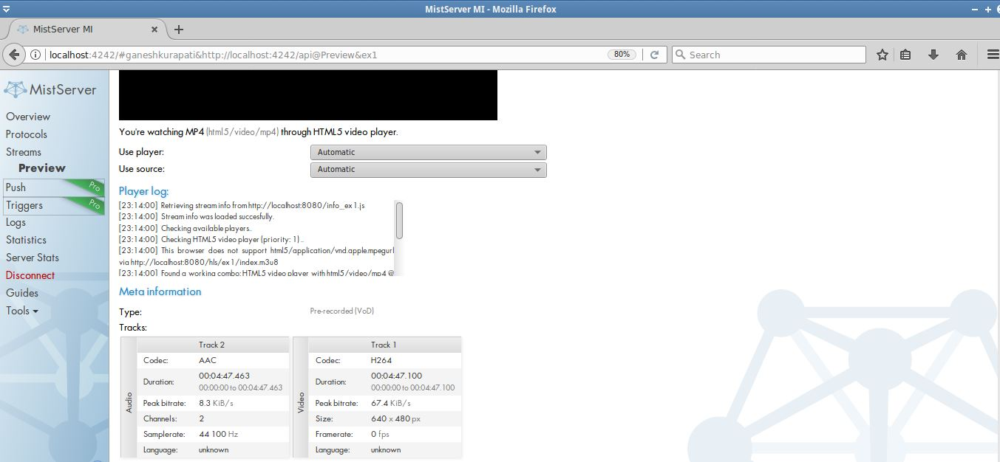 MistServer MI - Mozilla Firefox
MistServer MI
localhost:4242/#ganeshkurapati&http://localhost:4242/api@Preview&ex1
80%
Search
MistServer
Overview
Protocols
Streams
Preview
Push Pro
Triggers Pro
Logs
Statistics
Server Stats
Disconnect
Guides
Tools
You're watching MP4 (html5/video/mp4) through HTML5 video player.
Use player: Automatic
Use source: Automatic
Player log:
[23:14:00] Retrieving stream info from http://localhost:8080/info_ex1.js
[23:14:00] Stream info was loaded succesfully.
[23:14:00] Checking available players..
[23:14:00] Checking HTML5 video player (priority: 1) ..
[23:14:00] This browser does not support html5/application/vnd.apple.mpegurl
via http://localhost:8080/hls/ex1/index.m3u8
[23:14:00] Found a working combo: HTML5 video player with html5/video/mp4 @
Meta information
Type: Pre-recorded (VoD)
Tracks:
Audio
Track 2
Codec: AAC
Duration: 00:04:47.463
00:00:00 to 00:04:47.463
Peak bitrate: 8.3 KiB/s
Channels: 2
Samplerate: 44 100 Hz
Language: unknown
Video
Track 1
Codec: H264
Duration: 00:04:47.100
00:00:00 to 00:04:47.100
Peak bitrate: 67.4 KiB/s
Size: 640 x 480 px
Framerate: 0 fps
Language: unknown